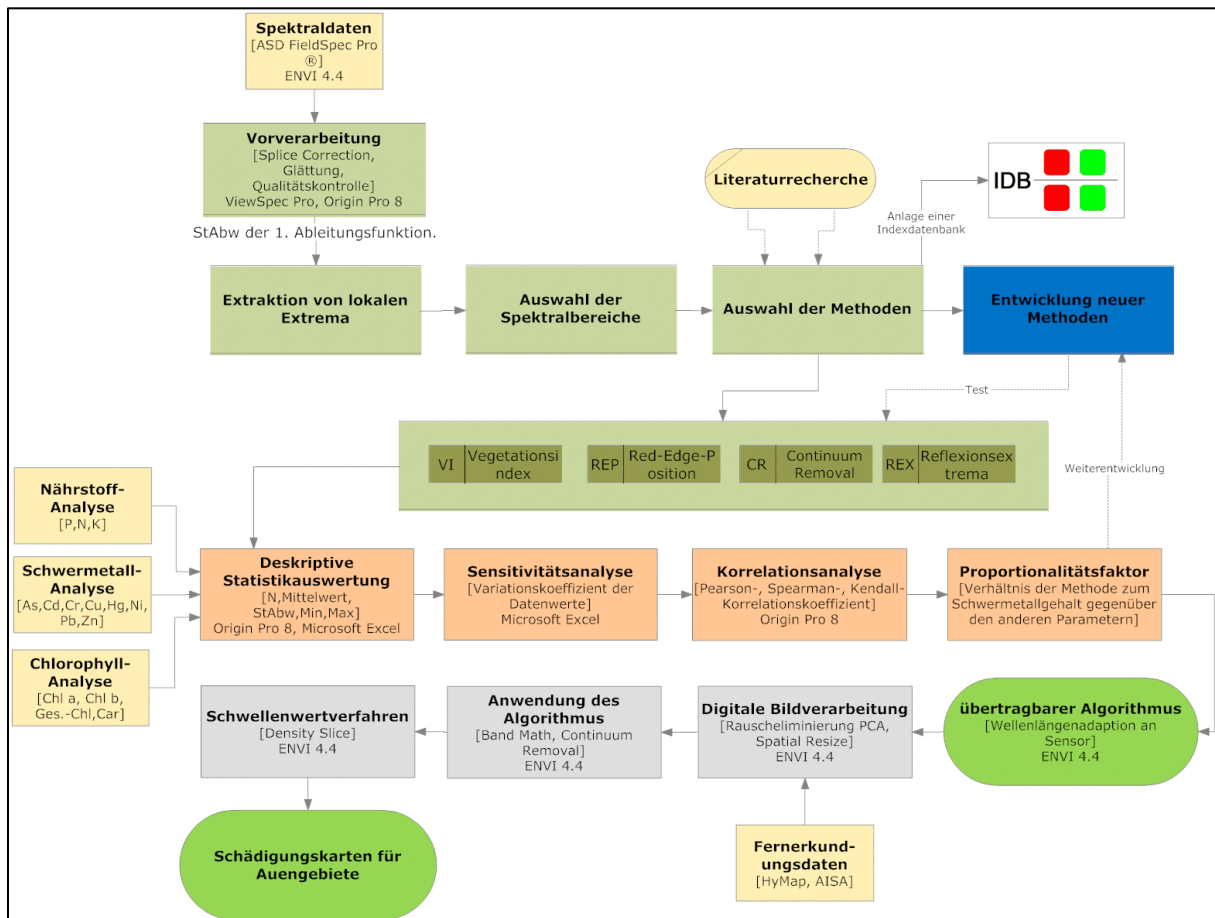 Spektraldaten
[ASD FieldSpec Pro
®]
ENVI 4.4
Vorverarbeitung
[Splice Correction,
Glättung,
Qualitätskontrolle]
ViewSpec Pro, Origin Pro 8
StAbw der 1. Ableitungsfunktion.
Literaturrecherche
IDB
Anlage einer
Indexdatenbank
Extraktion von lokalen
Extrema
Auswahl der
Spektralbereiche
Auswahl der Methoden
Entwicklung neuer
Methoden
Test
VI
Vegetationsi
ndex
REP
Red-Edge-P
osition
CR
Continuum
Removal
REX
Reflexionsex
trema
Weiterentwicklung
Nährstoff-
Analyse
[P,N,K]
Schwermetall-
Analyse
[As,Cd,Cr,Cu,Hg,Ni,
Pb,Zn]
Chlorophyll-
Analyse
[Chl a, Chl b,
Ges.-Chl,Car]
Deskriptive
Statistikauswertung
[N,Mittelwert,
StAbw,Min,Max]
Origin Pro 8, Microsoft Excel
Sensitivitätsanalyse
[Variationskoeffizient der
Datenwerte]
Microsoft Excel
Korrelationsanalyse
[Pearson-, Spearman-, Kendall-
Korrelationskoeffizient]
Origin Pro 8
Proportionalitätsfaktor
[Verhältnis der Methode zum
Schwermetallgehalt gegenüber
den anderen Parametern]
Schwellenwertverfahren
[Density Slice]
ENVI 4.4
Anwendung des
Algorithmus
[Band Math, Continuum
Removal]
ENVI 4.4
Digitale Bildverarbeitung
[Rauscheliminierung PCA,
Spatial Resize]
ENVI 4.4
übertragbarer Algorithmus
[Wellenlängenadaption an
Sensor]
ENVI 4.4
Schädigungskarten für
Auengebiete
Fernerkund-
ungsdaten
[HyMap, AISA]